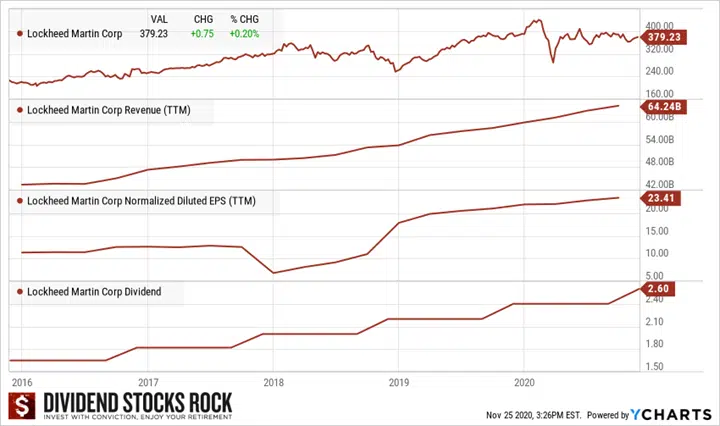 VAL CHG % CHG
Lockheed Martin Corp 379.23 +0.75 +0.20%
400.00
379.23
320.00
240.00
160.00
Lockheed Martin Corp Revenue (TTM)
64.24B
60.00B
54.00B
48.00B
42.00B
Lockheed Martin Corp Normalized Diluted EPS (TTM)
23.41
20.00
15.00
10.00
5.00
Lockheed Martin Corp Dividend
2.60
2.40
2.10
1.80
1.50
2016 2017 2018 2019 2020
$ DIVIDEND STOCKS ROCK
INVEST WITH CONVICTION, ENJOY YOUR RETIREMENT
Nov 25 2020, 3:26PM EST. Powered by YCHARTS